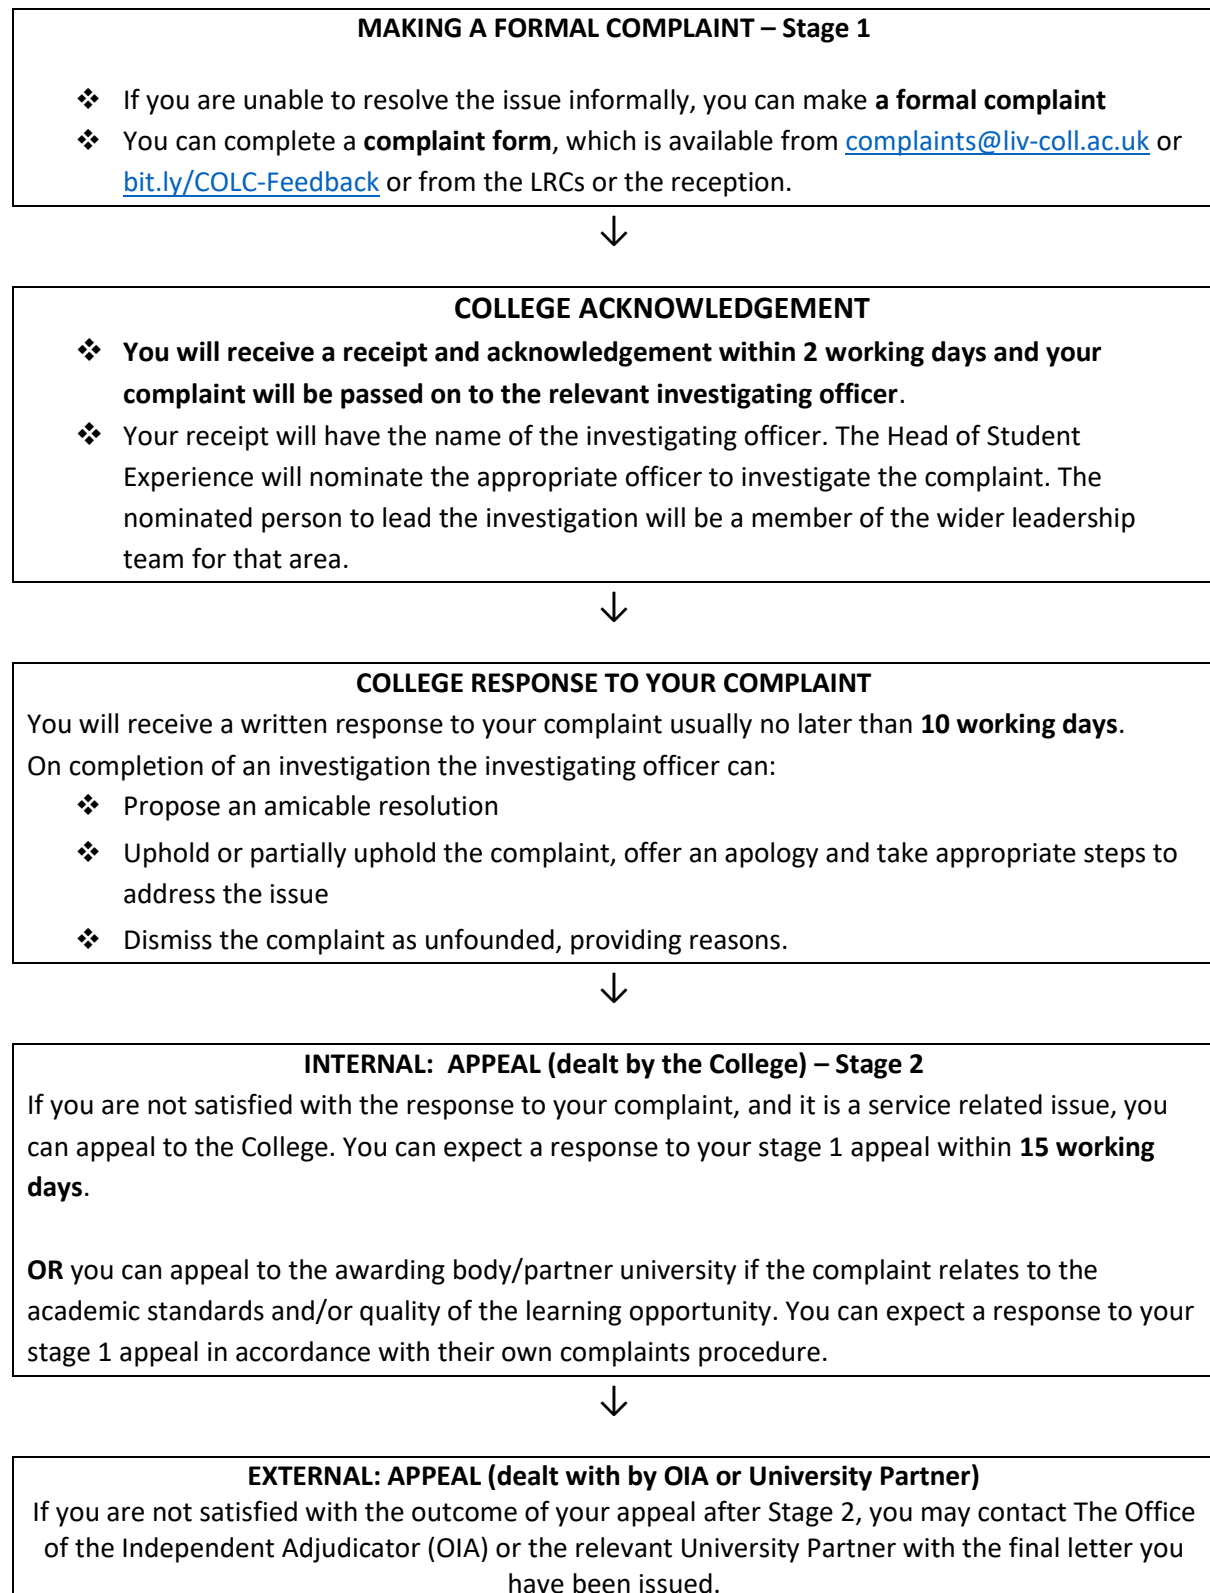 MAKING A FORMAL COMPLAINT – Stage 1
❖ If you are unable to resolve the issue informally, you can make a formal complaint
❖ You can complete a complaint form, which is available from complaints@liv-coll.ac.uk or
bit.ly/COLC-Feedback or from the LRCs or the reception.
↓
COLLEGE ACKNOWLEDGEMENT
❖ You will receive a receipt and acknowledgement within 2 working days and your
complaint will be passed on to the relevant investigating officer.
❖ Your receipt will have the name of the investigating officer. The Head of Student
Experience will nominate the appropriate officer to investigate the complaint. The
nominated person to lead the investigation will be a member of the wider leadership
team for that area.
↓
COLLEGE RESPONSE TO YOUR COMPLAINT
You will receive a written response to your complaint usually no later than 10 working days.
On completion of an investigation the investigating officer can:
❖ Propose an amicable resolution
❖ Uphold or partially uphold the complaint, offer an apology and take appropriate steps to
address the issue
❖ Dismiss the complaint as unfounded, providing reasons.
↓
INTERNAL:  APPEAL (dealt by the College) – Stage 2
If you are not satisfied with the response to your complaint, and it is a service related issue, you
can appeal to the College. You can expect a response to your stage 1 appeal within 15 working
days.
OR you can appeal to the awarding body/partner university if the complaint relates to the
academic standards and/or quality of the learning opportunity. You can expect a response to your
stage 1 appeal in accordance with their own complaints procedure.
↓
EXTERNAL: APPEAL (dealt with by OIA or University Partner)
If you are not satisfied with the outcome of your appeal after Stage 2, you may contact The Office
of the Independent Adjudicator (OIA) or the relevant University Partner with the final letter you
have been issued.